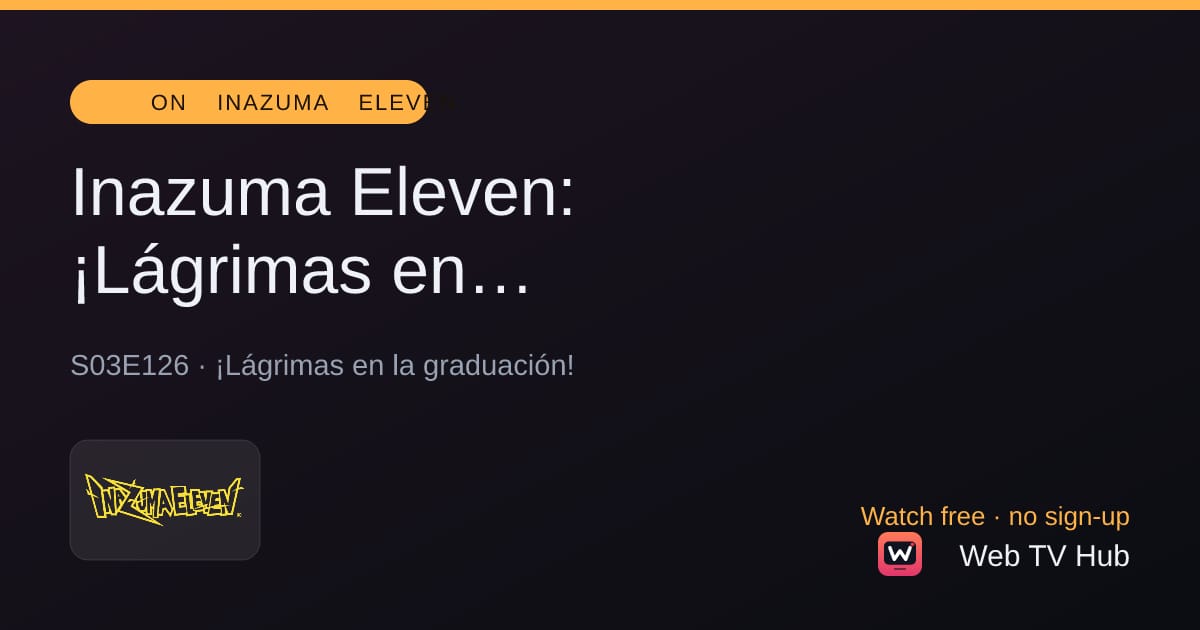 ON INAZUMA ELEVEN
Inazuma Eleven:
¡Lágrimas en…
S03E126 · ¡Lágrimas en la graduación!
INAZUMA ELEVEN
Watch free · no sign-up
W
Web TV Hub